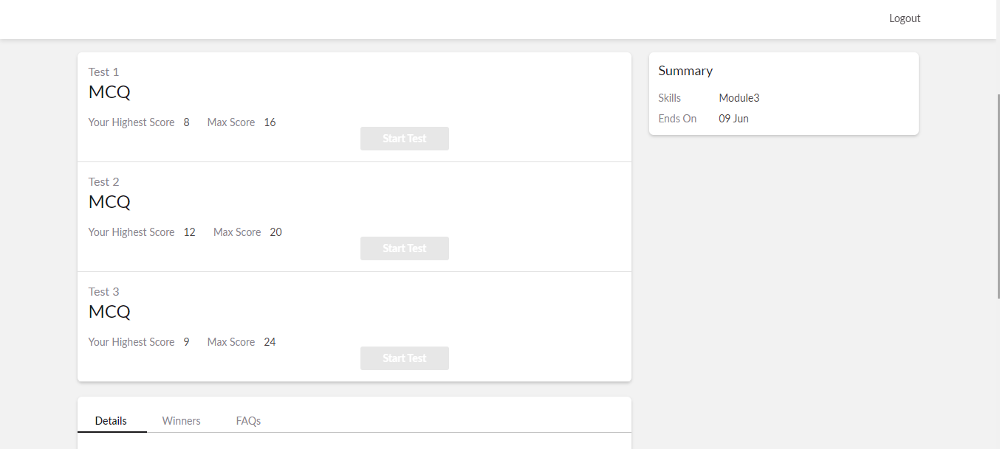 Logout
Test 1
MCQ
Your Highest Score 8 Max Score 16
Start Test
Test 2
MCQ
Your Highest Score 12 Max Score 20
Start Test
Test 3
MCQ
Your Highest Score 9 Max Score 24
Start Test
Summary
Skills Module3
Ends On 09 Jun
Details Winners FAQs